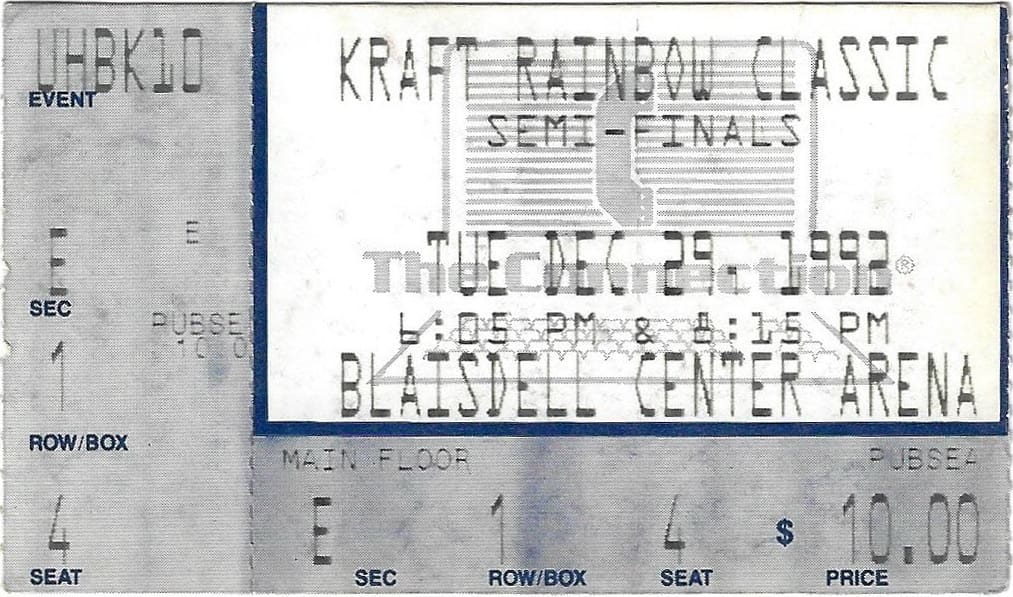 UHBK10
EVENT
E
E
SEC
PUBSEA
10.0
1
ROW/BOX
4
SEAT
KRAFT RAINBOW CLASSIC
SEMI-FINALS
The Connection®
TUE DEC 29, 1992
6:05 PM & 8:15 PM
BLAISDELL CENTER ARENA
MAIN FLOOR PUBSEA
E 1 4 $ 10.00
SEC ROW/BOX SEAT PRICE